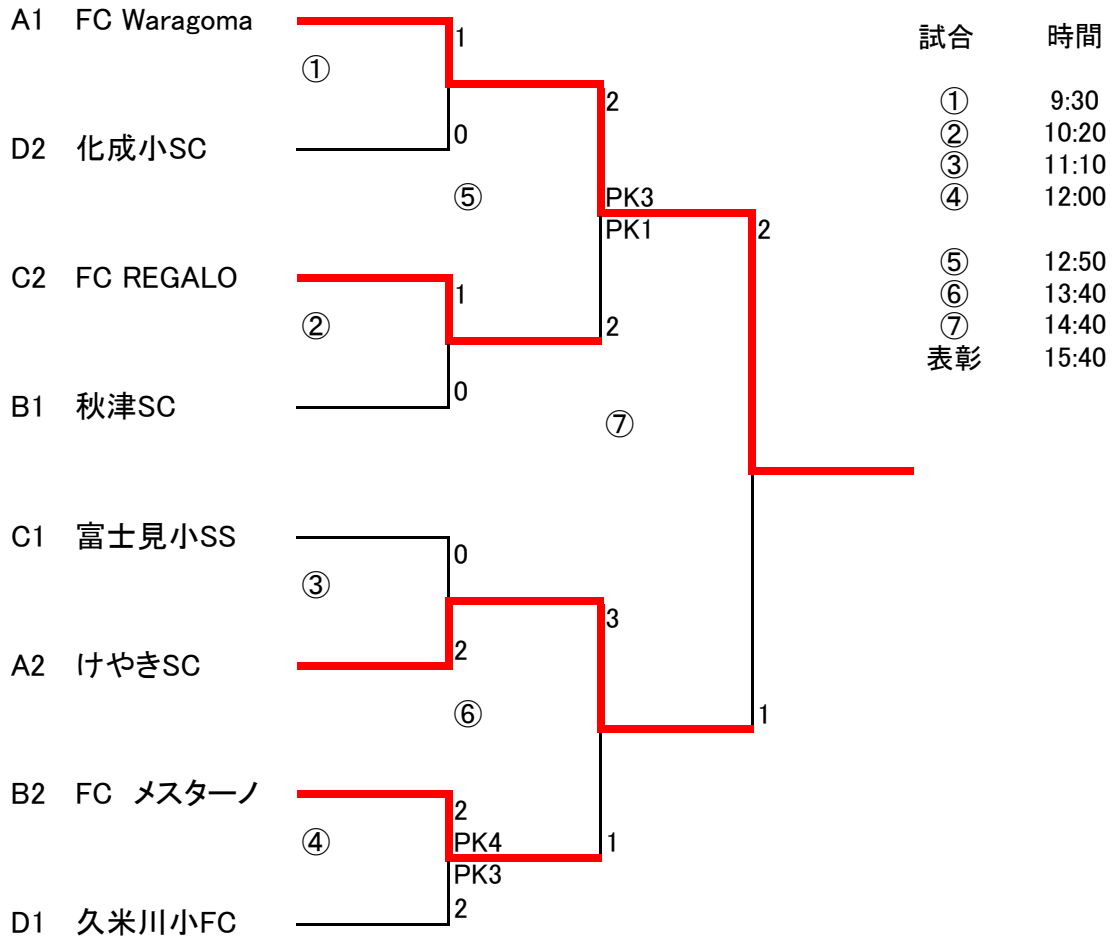 A1 FC Waragoma
1
試合 時間
①
2
① 9:30
0
② 10:20
D2 化成小SC
③ 11:10
⑤
PK3
④ 12:00
PK1
2
C2 FC REGALO
⑤ 12:50
1
⑥ 13:40
②
2
⑦ 14:40
表彰 15:40
0
B1 秋津SC
⑦
C1 富士見小SS
0
③
3
A2 けやきSC
2
⑥
1
B2 FC　メスターノ
2
④
PK4
1
PK3
2
D1 久米川小FC